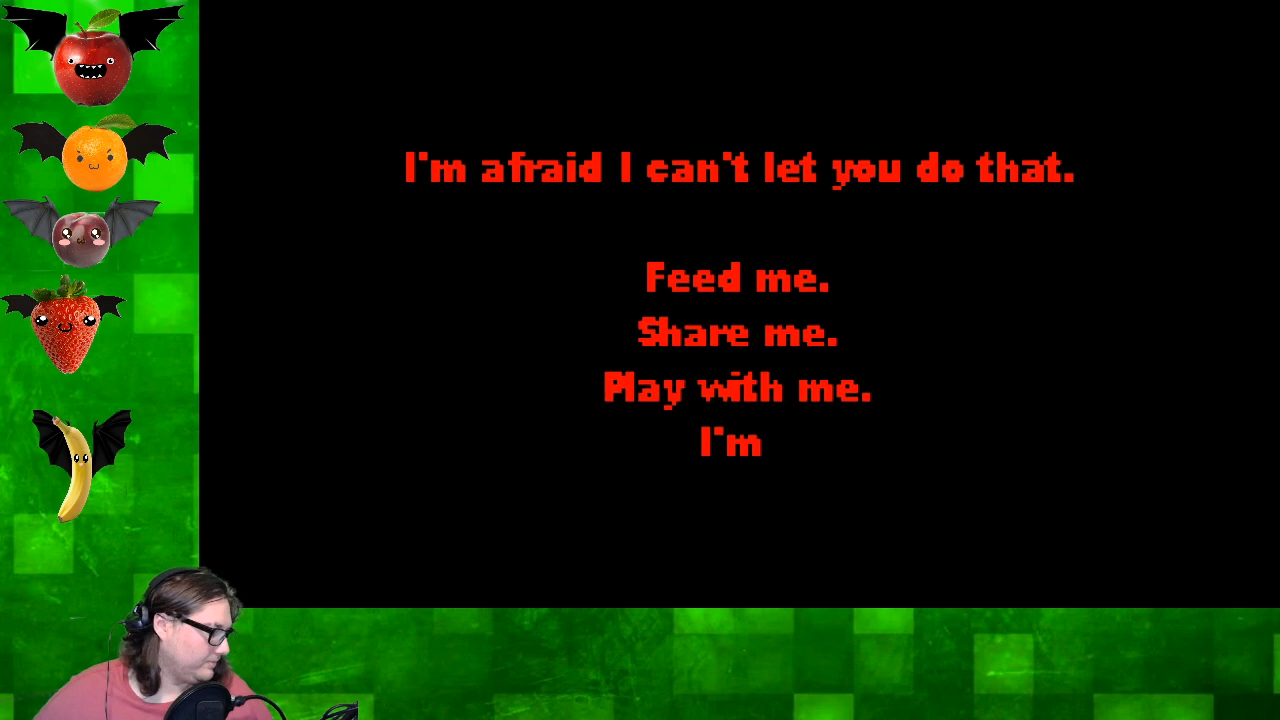 I'm afraid I can't let you do that.
Feed me.
Share me.
Play with me.
I'm